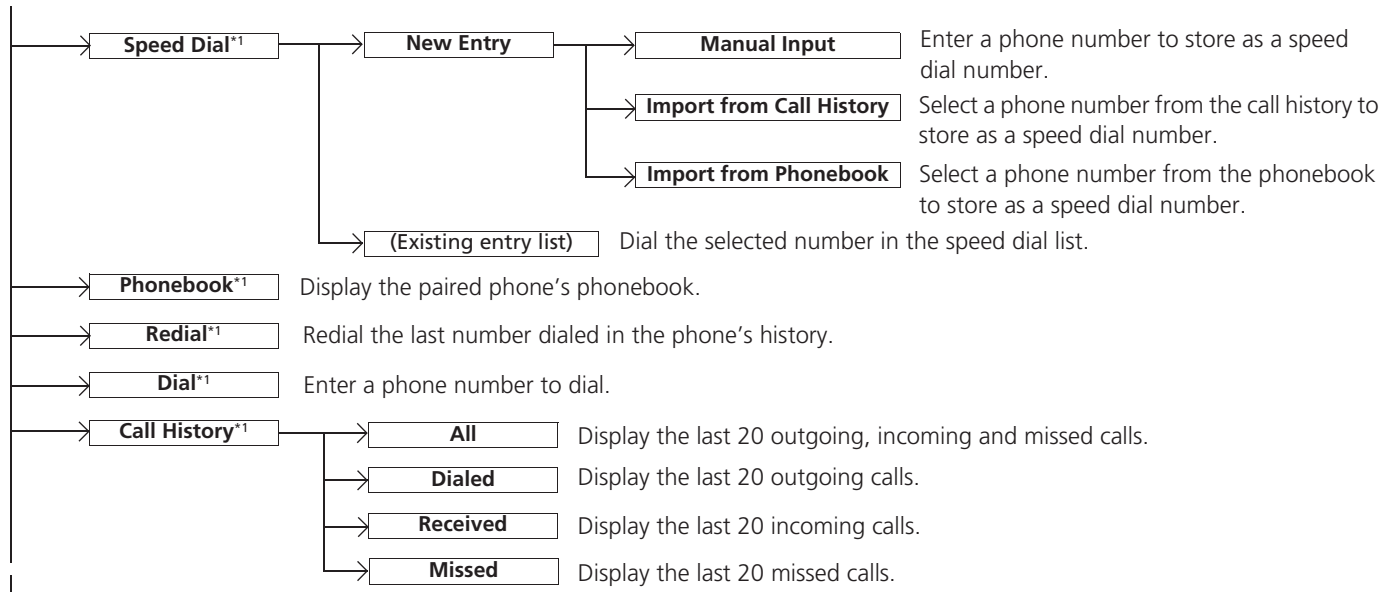 Speed Dial*1
New Entry
Manual Input
Enter a phone number to store as a speed
dial number.
Import from Call History
Select a phone number from the call history to
store as a speed dial number.
Import from Phonebook
Select a phone number from the phonebook
to store as a speed dial number.
(Existing entry list)
Dial the selected number in the speed dial list.
Phonebook*1
Display the paired phone’s phonebook.
Redial*1
Redial the last number dialed in the phone’s history.
Dial*1
Enter a phone number to dial.
Call History*1
All
Display the last 20 outgoing, incoming and missed calls.
Dialed
Display the last 20 outgoing calls.
Received
Display the last 20 incoming calls.
Missed
Display the last 20 missed calls.